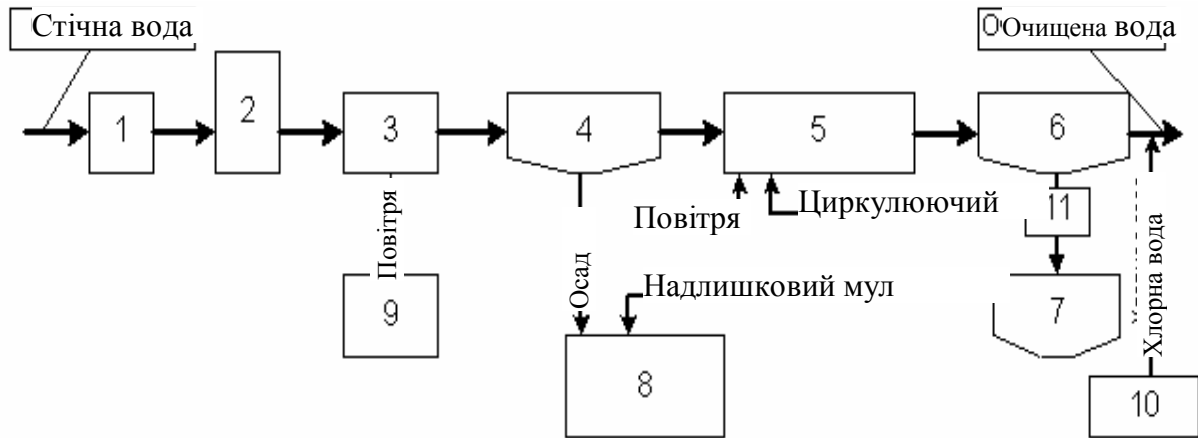 Стічна вода
Очищена вода
1
2
3
4
5
6
Повітря
Осад
Повітря
Циркулюючий
11
Надлишковий мул
Хлорна вода
9
7
8
10